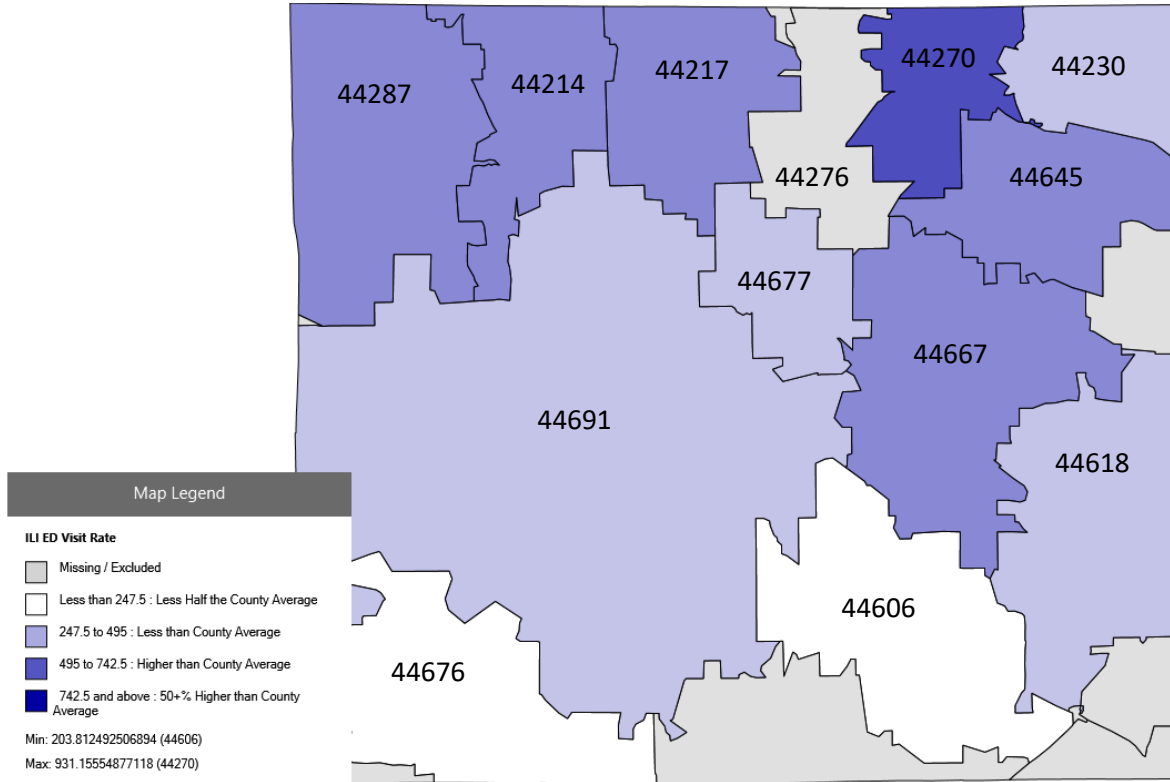 44270
44230
44217
44214
44287
44276
44645
44677
44667
44691
44618
Map Legend
ILI ED Visit Rate
Missing / Excluded
Less than 247.5 : Less Half the County Average
44606
247.5 to 495 : Less than County Average
495 to 742.5 : Higher than County Average
44676
742.5 and above : 50+% Higher than County
Average
Min: 203.812492506894 (44606)
Max: 931.15554877118 (44270)